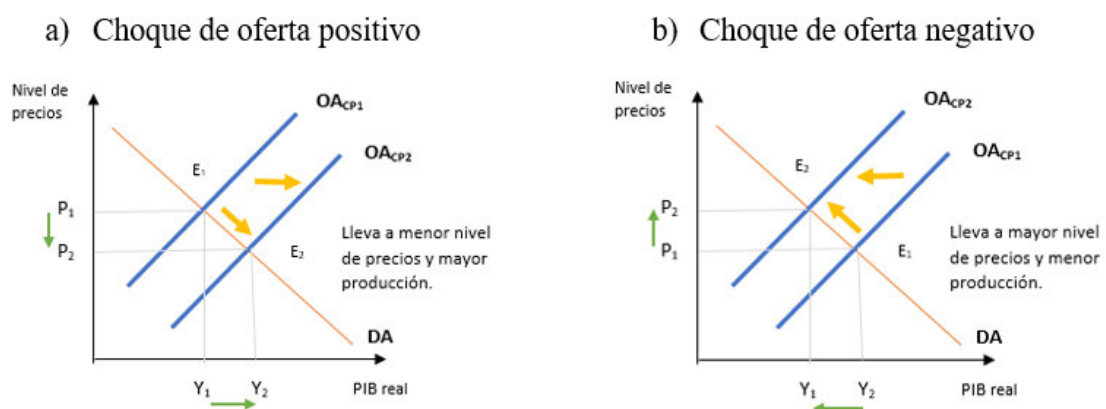 a) Choque de oferta positivo
Nivel de
precios
OACP1
OACP2
E1
P1
P2
E2
Lleva a menor nivel
de precios y mayor
producción.
DA
Y1 Y2 PIB real
b) Choque de oferta negativo
Nivel de
precios
OACP2
OACP1
E2
P2
P1
E1
Lleva a mayor nivel
de precios y menor
producción.
DA
Y1 Y2 PIB real